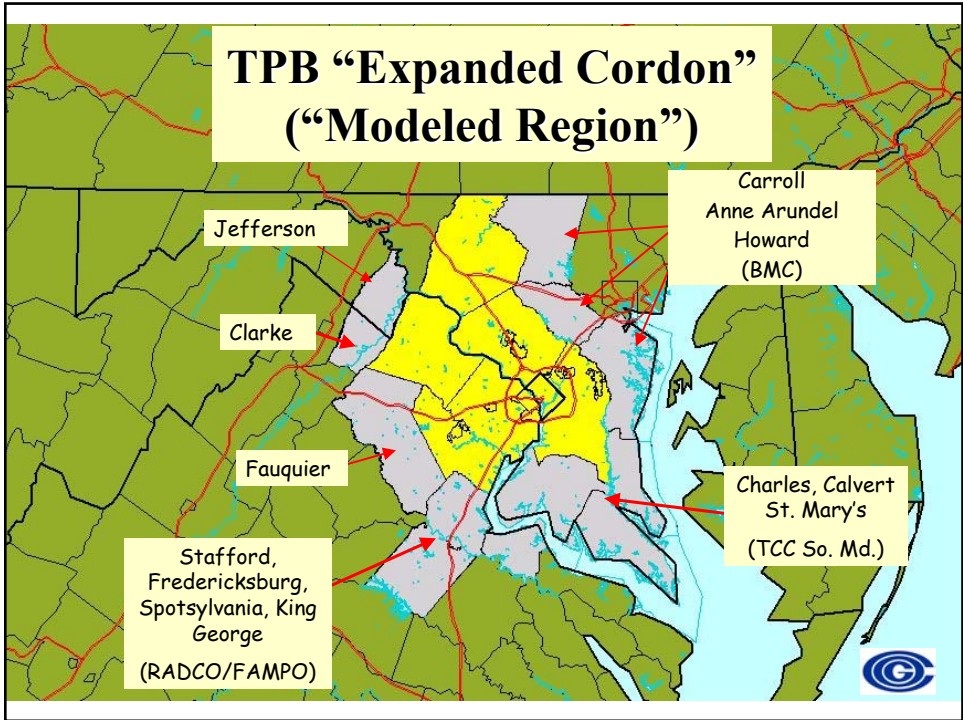 TPB “Expanded Cordon”
(“Modeled Region”)
Carroll
Anne Arundel
Howard
(BMC)
Jefferson
Clarke
Fauquier
Charles, Calvert
St. Mary’s
(TCC So. Md.)
Stafford,
Fredericksburg,
Spotsylvania, King
George
(RADCO/FAMPO)